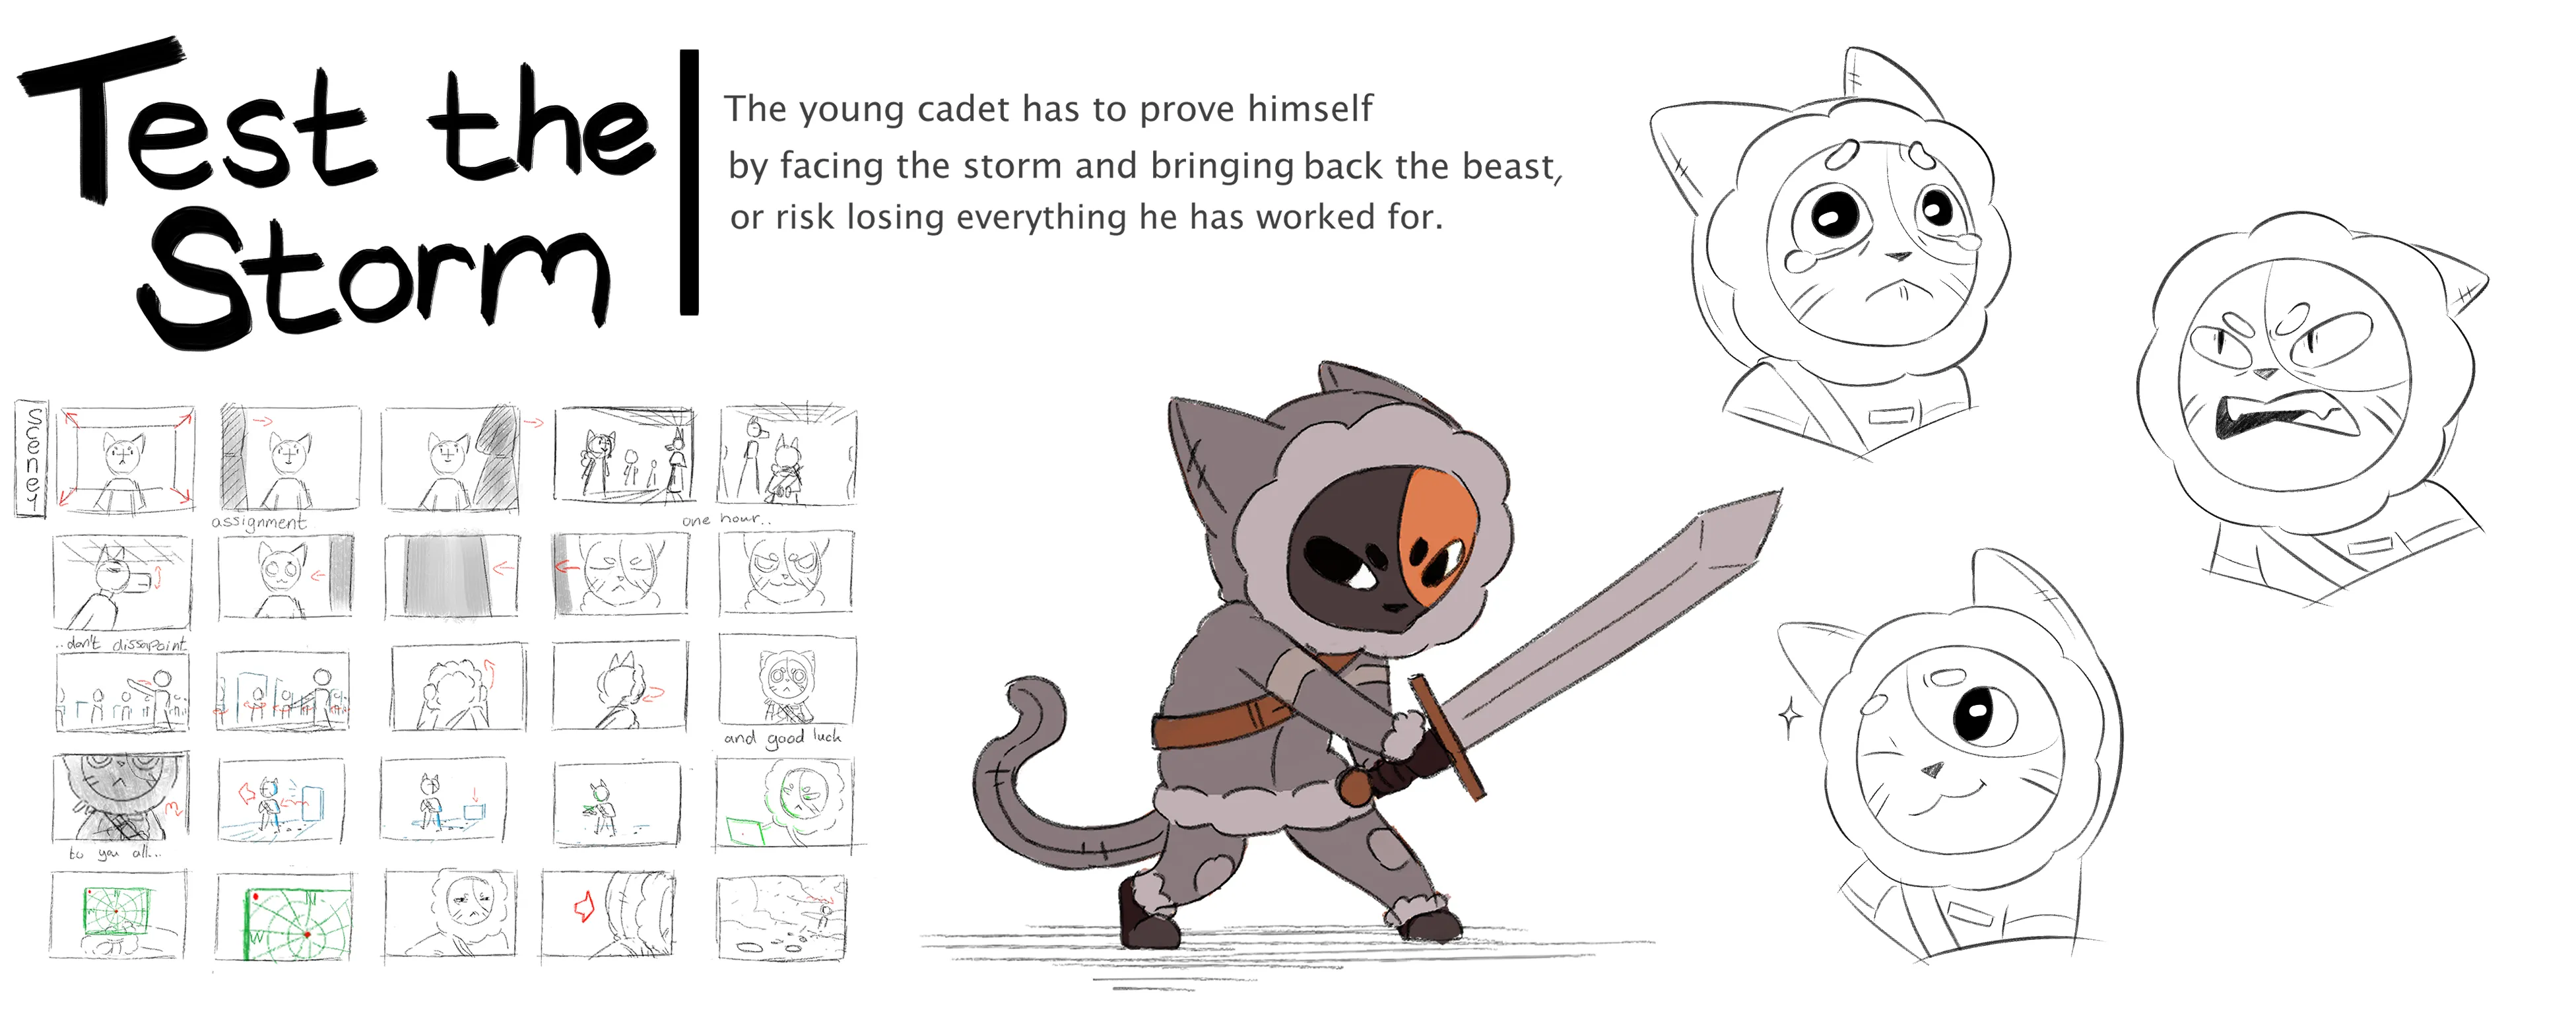 Test the
Storm
The young cadet has to prove himself
by facing the storm and bringing back the beast,
or risk losing everything he has worked for.
Scene 1
assignment
one hour..
..don't dissapoint
and good luck
to you all...
N
W